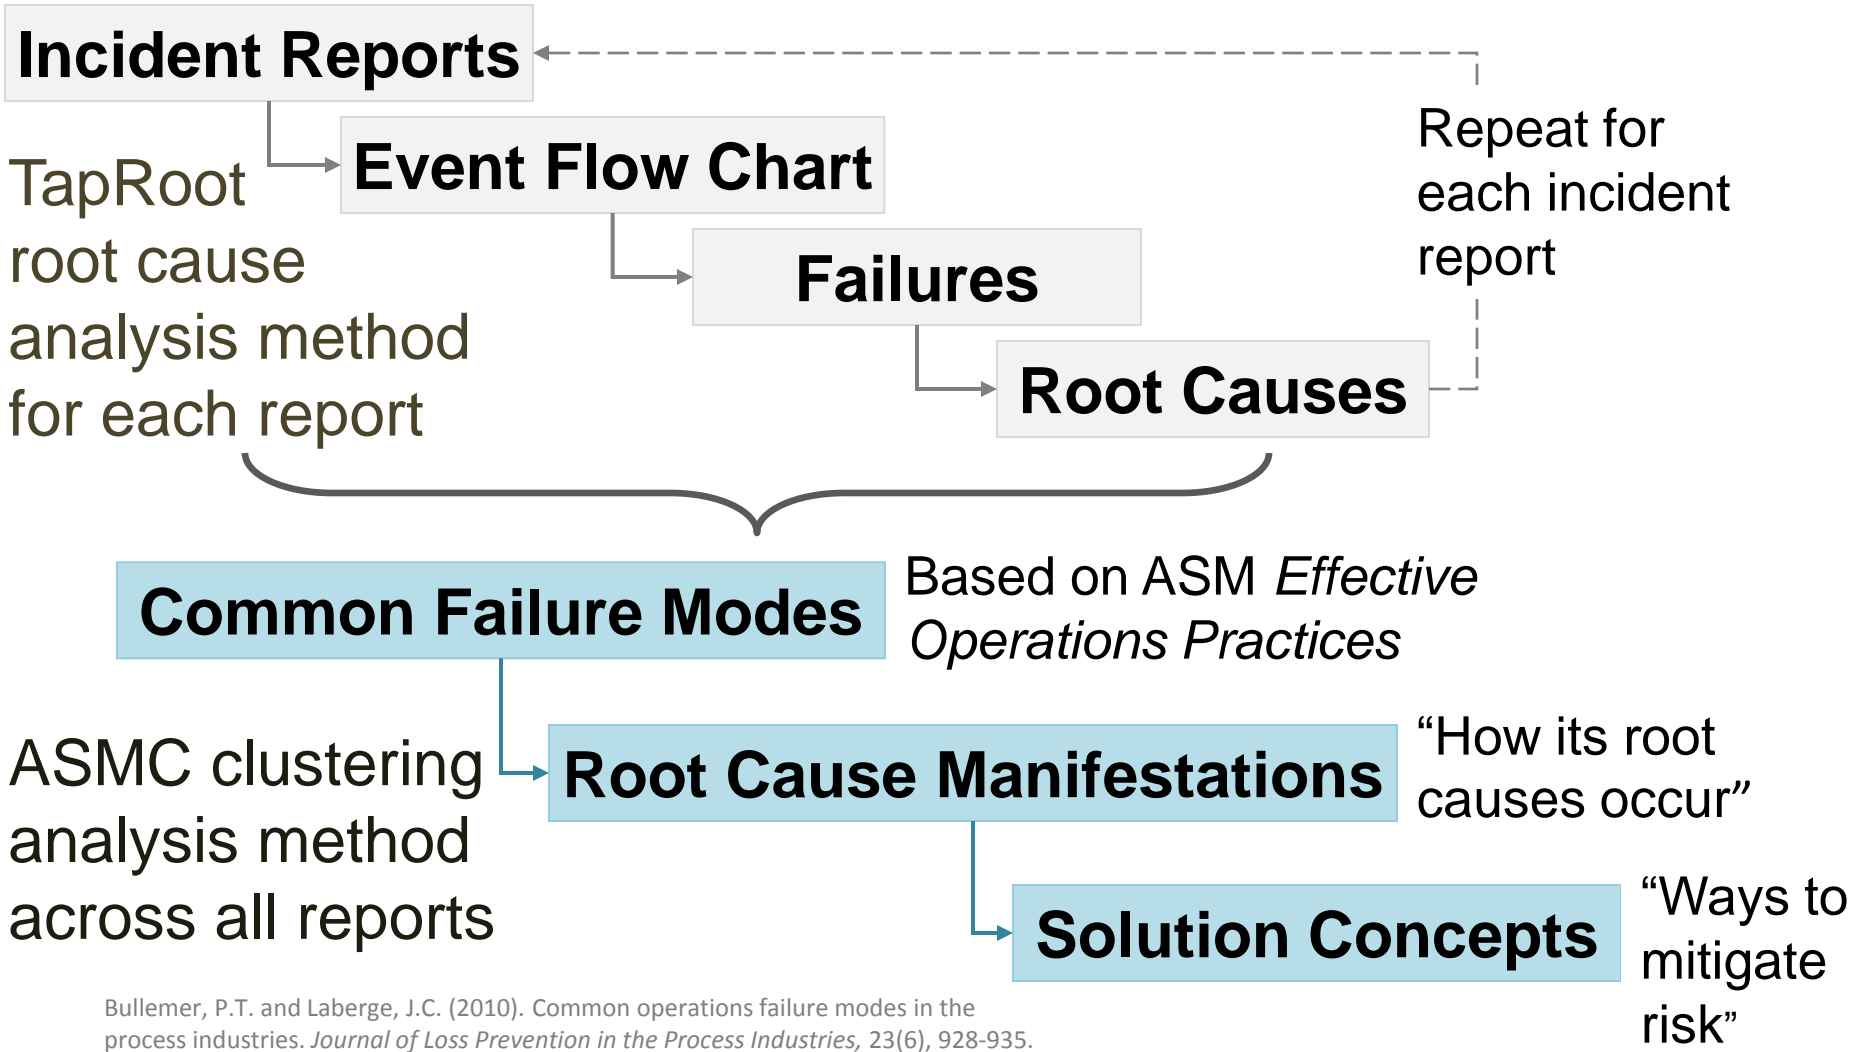 Incident Reports
Event Flow Chart
Failures
Root Causes
Repeat for
each incident
report
TapRoot
root cause
analysis method
for each report
Common Failure Modes
Based on ASM Effective
Operations Practices
Root Cause Manifestations
“How its root
causes occur”
Solution Concepts
“Ways to
mitigate
risk”
ASMC clustering
analysis method
across all reports
Bullemer, P.T. and Laberge, J.C. (2010). Common operations failure modes in the
process industries. Journal of Loss Prevention in the Process Industries, 23(6), 928-935.